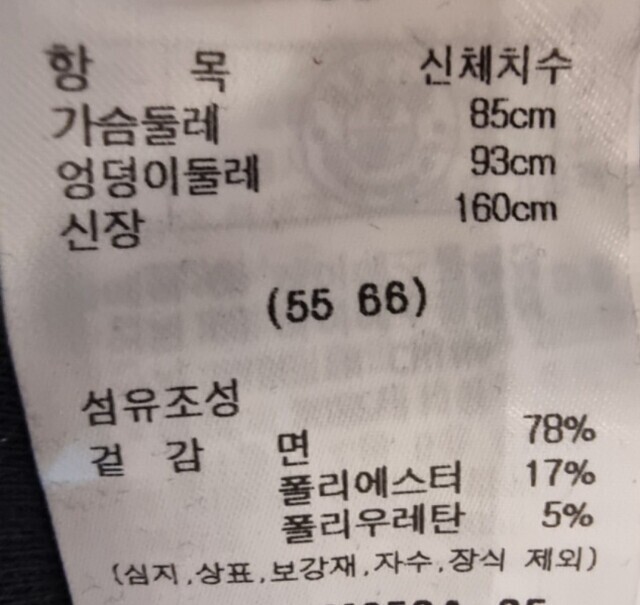 항 목 신체치수
가슴둘레 85cm
엉덩이둘레 93cm
신장 160cm
(55 66)
섬유조성
겉 감 면 78%
폴리에스터 17%
폴리우레탄 5%
(심지,상표,보강재,자수,장식 제외)